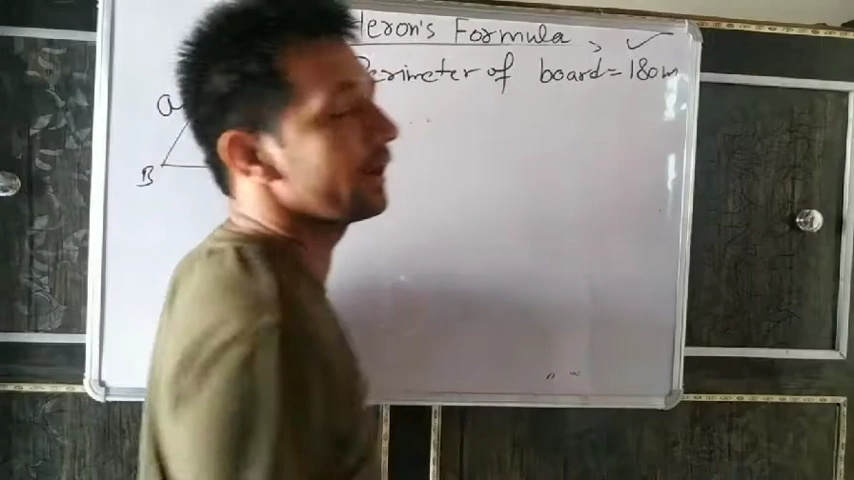 Heron's Formula
Perimeter of board = 180m
a
B